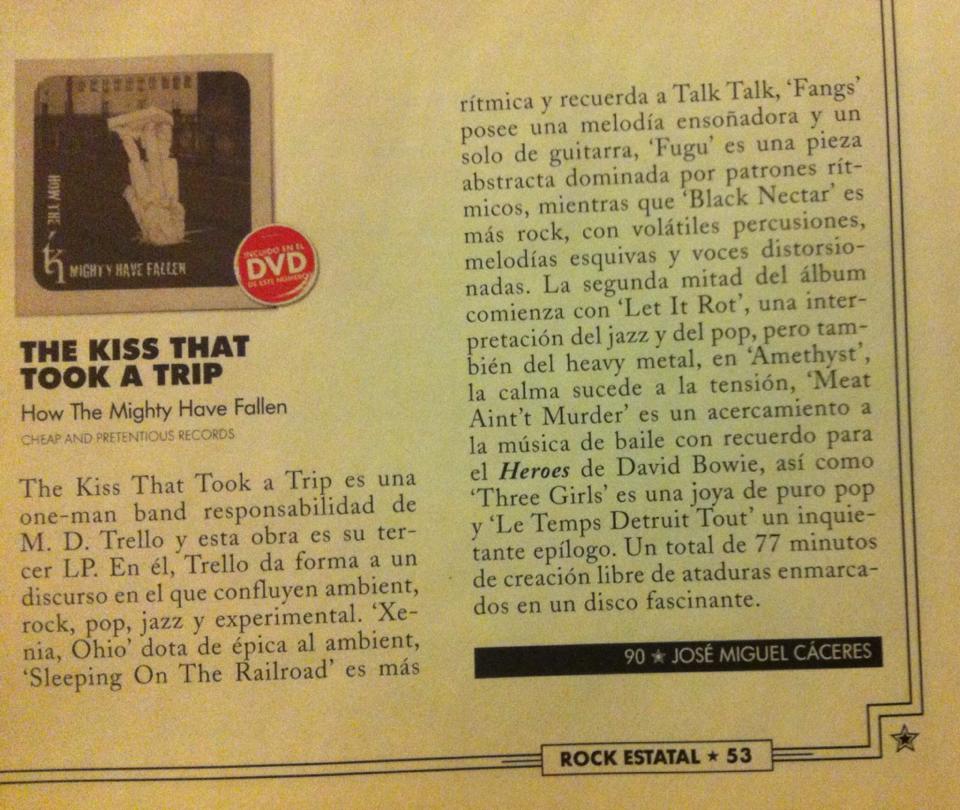 HOW THE
MIGHTY HAVE FALLEN
INCLUIDO EN EL
DVD
DE ESTE NÚMERO
THE KISS THAT
TOOK A TRIP
How The Mighty Have Fallen
CHEAP AND PRETENTIOUS RECORDS
The Kiss That Took a Trip es una
one-man band responsabilidad de
M. D. Trello y esta obra es su ter-
cer LP. En él, Trello da forma a un
discurso en el que confluyen ambient,
rock, pop, jazz y experimental. ‘Xe-
nia, Ohio’ dota de épica al ambient,
‘Sleeping On The Railroad’ es más
rítmica y recuerda a Talk Talk, ‘Fangs’
posee una melodía ensoñadora y un
solo de guitarra, ‘Fugu’ es una pieza
abstracta dominada por patrones rít-
micos, mientras que ‘Black Nectar’ es
más rock, con volátiles percusiones,
melodías esquivas y voces distorsio-
nadas. La segunda mitad del álbum
comienza con ‘Let It Rot’, una inter-
pretación del jazz y del pop, pero tam-
bién del heavy metal, en ‘Amethyst’,
la calma sucede a la tensión, ‘Meat
Aint’t Murder’ es un acercamiento a
la música de baile con recuerdo para
el Heroes de David Bowie, así como
‘Three Girls’ es una joya de puro pop
y ‘Le Temps Detruit Tout’ un inquie-
tante epílogo. Un total de 77 minutos
de creación libre de ataduras enmarca-
dos en un disco fascinante.
90 ★ JOSÉ MIGUEL CÁCERES
ROCK ESTATAL ★ 53